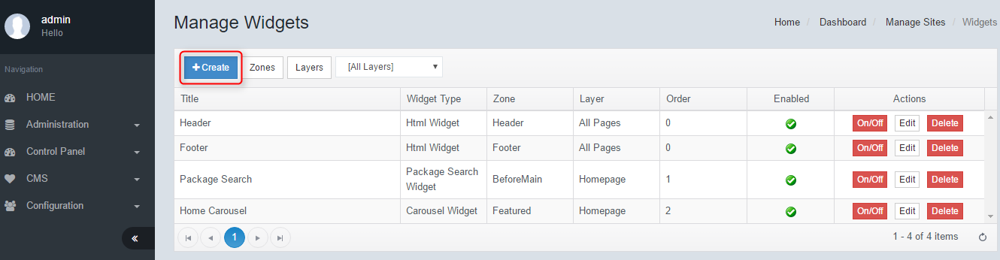 admin
Hello
Navigation
HOME
Administration
Control Panel
CMS
Configuration
Manage Widgets
Home / Dashboard / Manage Sites / Widgets
Create Zones Layers [All Layers]
Title Widget Type Zone Layer Order Enabled Actions
Header Html Widget Header All Pages 0 On/Off Edit Delete
Footer Html Widget Footer All Pages 0 On/Off Edit Delete
Package Search Package Search Widget BeforeMain Homepage 1 On/Off Edit Delete
Home Carousel Carousel Widget Featured Homepage 2 On/Off Edit Delete
1 1 - 4 of 4 items